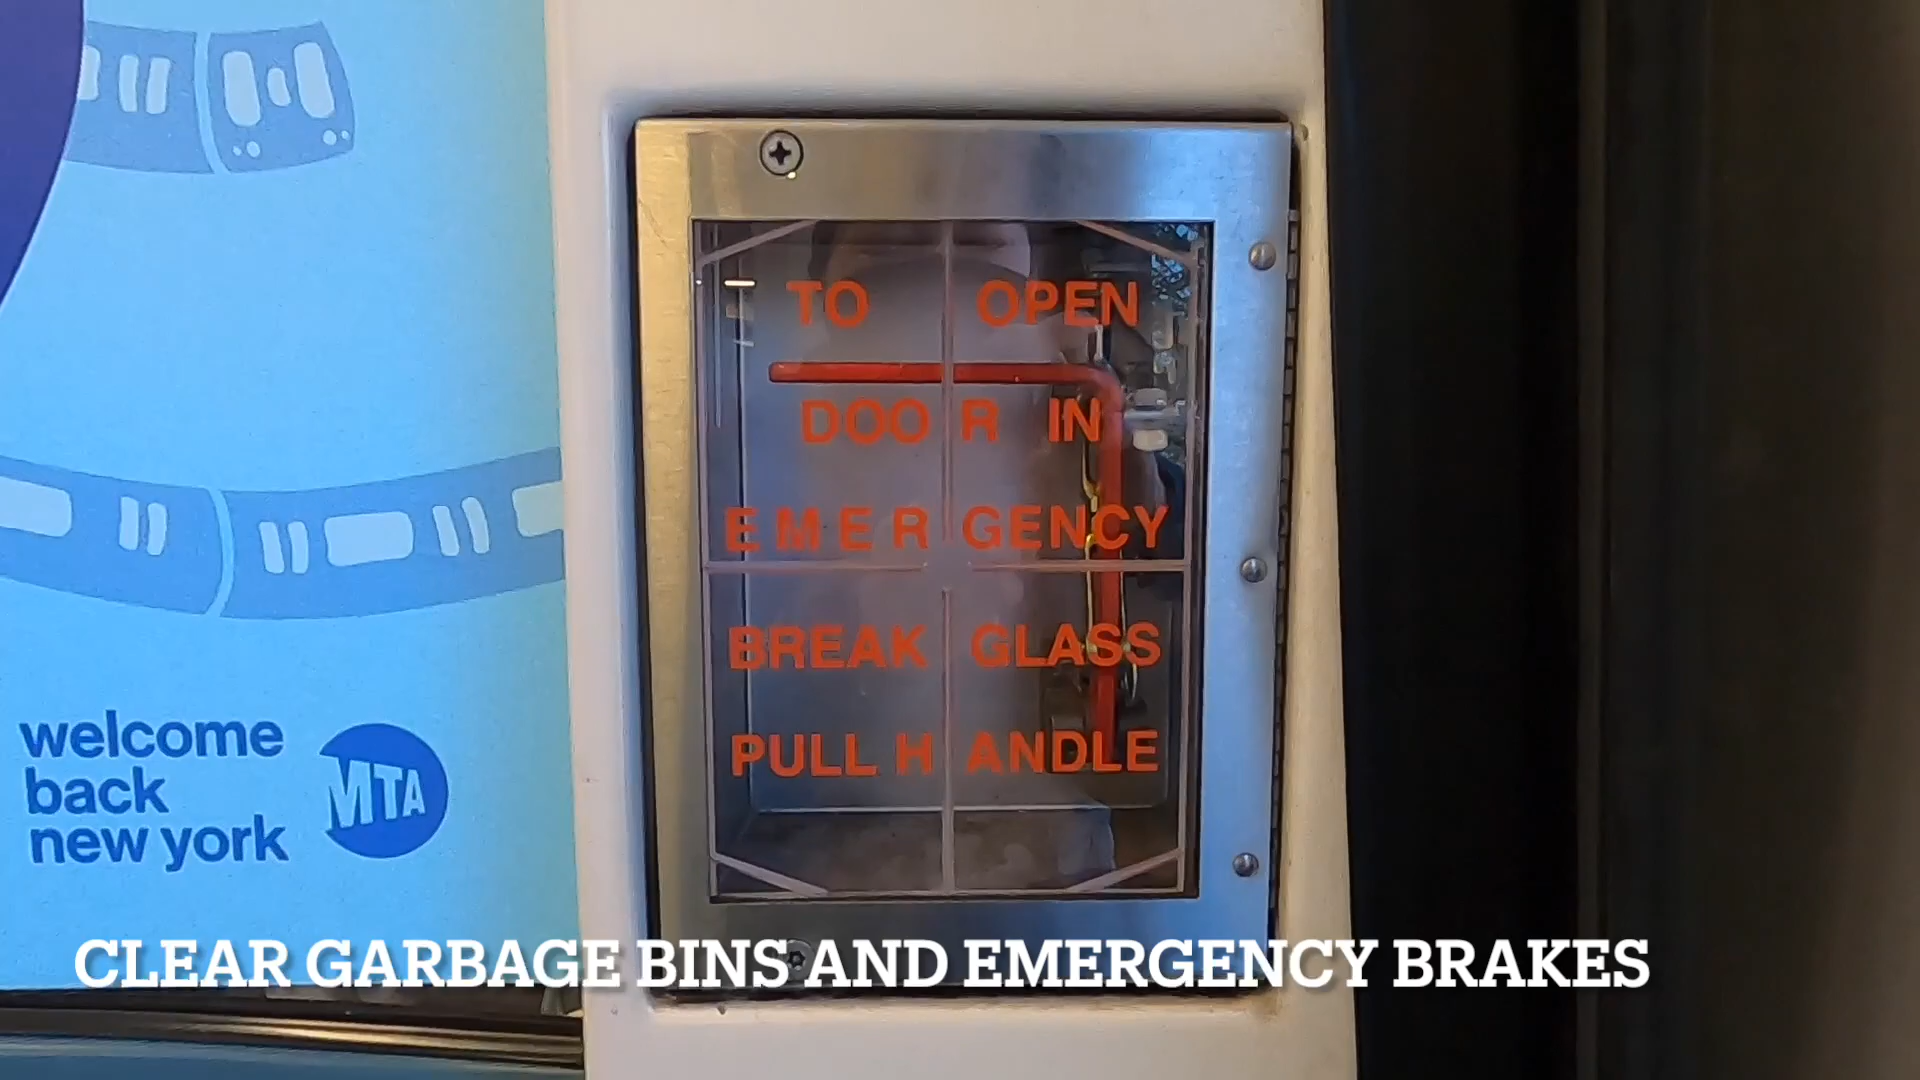 TO OPEN
DOOR IN
EMERGENCY
BREAK GLASS
PULL HANDLE
welcome
back
new york
MTA
CLEAR GARBAGE BINS AND EMERGENCY BRAKES